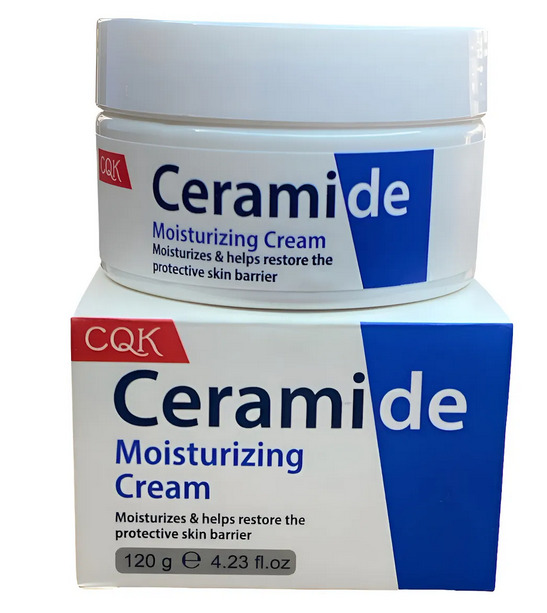 CQK
Ceramide
Moisturizing Cream
Moisturizes & helps restore the
protective skin barrier
CQK
Ceramide
Moisturizing
Cream
Moisturizes & helps restore the
protective skin barrier
120 g ℮ 4.23 fl.oz